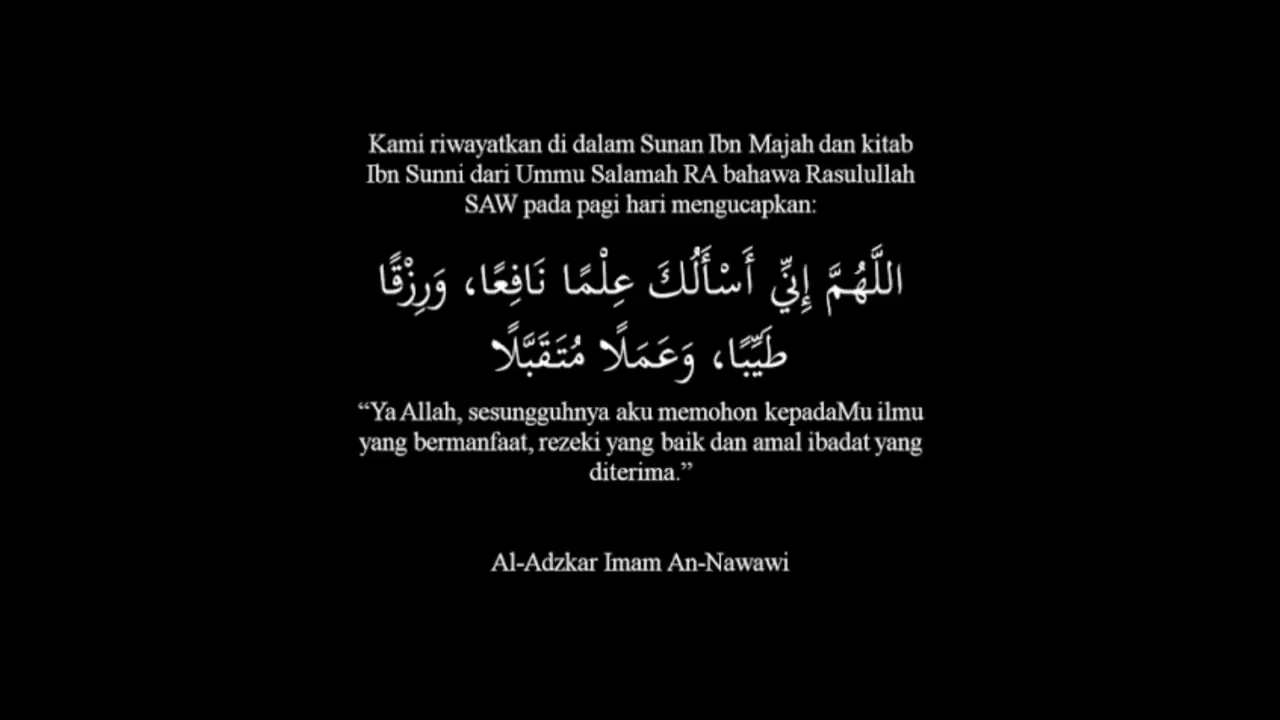 Kami riwayatkan di dalam Sunan Ibn Majah dan kitab
Ibn Sunni dari Ummu Salamah RA bahawa Rasulullah
SAW pada pagi hari mengucapkan:
اللَّهُمَّ إِنِّي أَسْأَلُكَ عِلْمًا نَافِعًا، وَرِزْقًا
طَيِّبًا، وَعَمَلًا مُتَقَبَّلًا
“Ya Allah, sesungguhnya aku memohon kepadaMu ilmu
yang bermanfaat, rezeki yang baik dan amal ibadat yang
diterima.”
Al-Adzkar Imam An-Nawawi